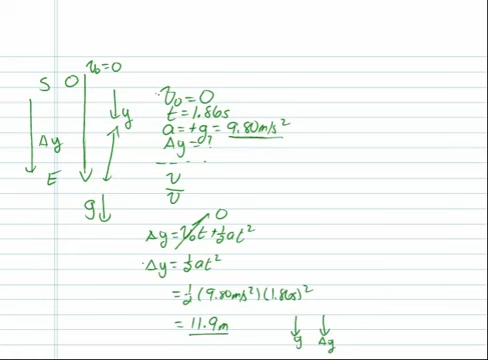 v₀=0
S O
y
Δy
E
g
v₀=0
t=1.86s
a=+g=9.80m/s²
Δy=?
v
v
0
Δy=v₀t+½at²
Δy=½at²
=½(9.80m/s²)(1.86s)²
=11.9m
g Δy